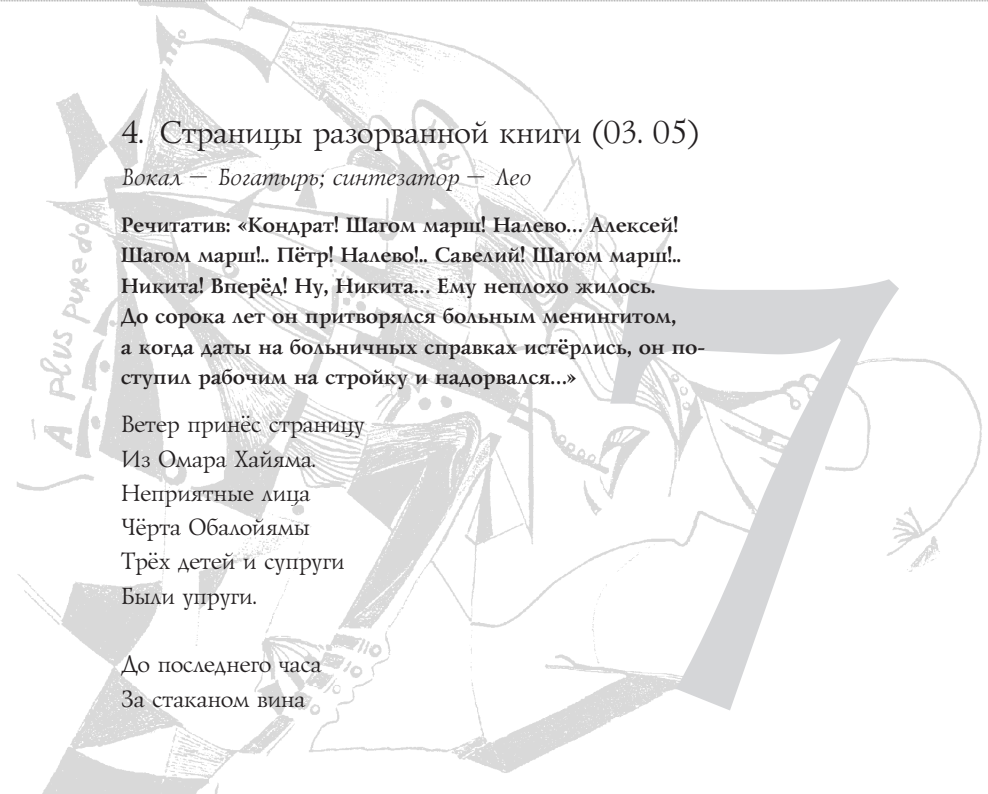 4. Страницы разорванной книги (03. 05)
Вокал — Богатырь; синтезатор — Лео
Речитатив: «Кондрат! Шагом марш! Налево... Алексей!
Шагом марш!.. Пётр! Налево!.. Савелий! Шагом марш!..
Никита! Вперёд! Ну, Никита... Ему неплохо жилось.
До сорока лет он притворялся больным менингитом,
а когда даты на больничных справках истёрлись, он по-
ступил рабочим на стройку и надорвался...»
Ветер принёс страницу
Из Омара Хайяма.
Неприятные лица
Чёрта Обалойямы
Трёх детей и супруги
Были упруги.
До последнего часа
За стаканом вина
7
A plus puredo